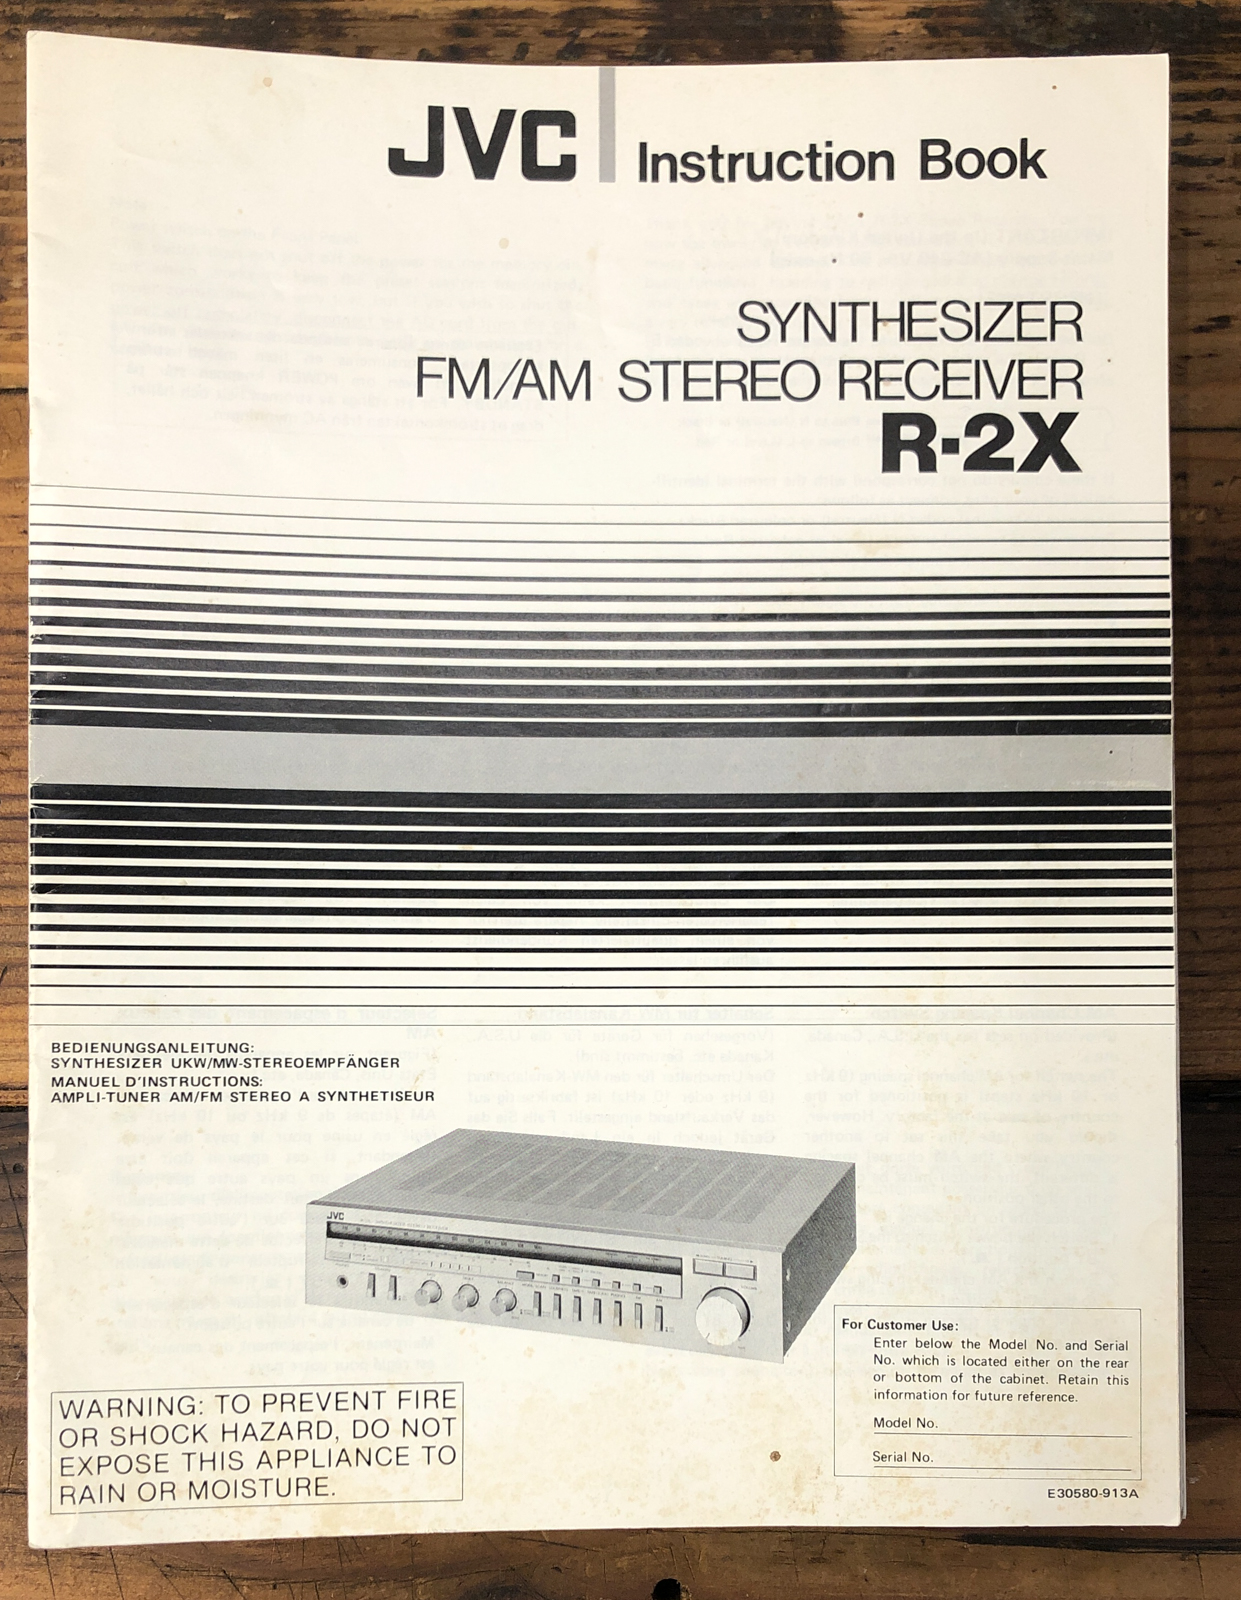 JVC Instruction Book
SYNTHESIZER
FM/AM STEREO RECEIVER
R-2X
BEDIENUNGSANLEITUNG:
SYNTHESIZER UKW/MW-STEREOEMPFÄNGER
MANUEL D'INSTRUCTIONS:
AMPLI-TUNER AM/FM STEREO A SYNTHETISEUR
JVC
WARNING: TO PREVENT FIRE
OR SHOCK HAZARD, DO NOT
EXPOSE THIS APPLIANCE TO
RAIN OR MOISTURE.
For Customer Use:
Enter below the Model No. and Serial
No. which is located either on the rear
or bottom of the cabinet. Retain this
information for future reference.
Model No.
Serial No.
E30580-913A